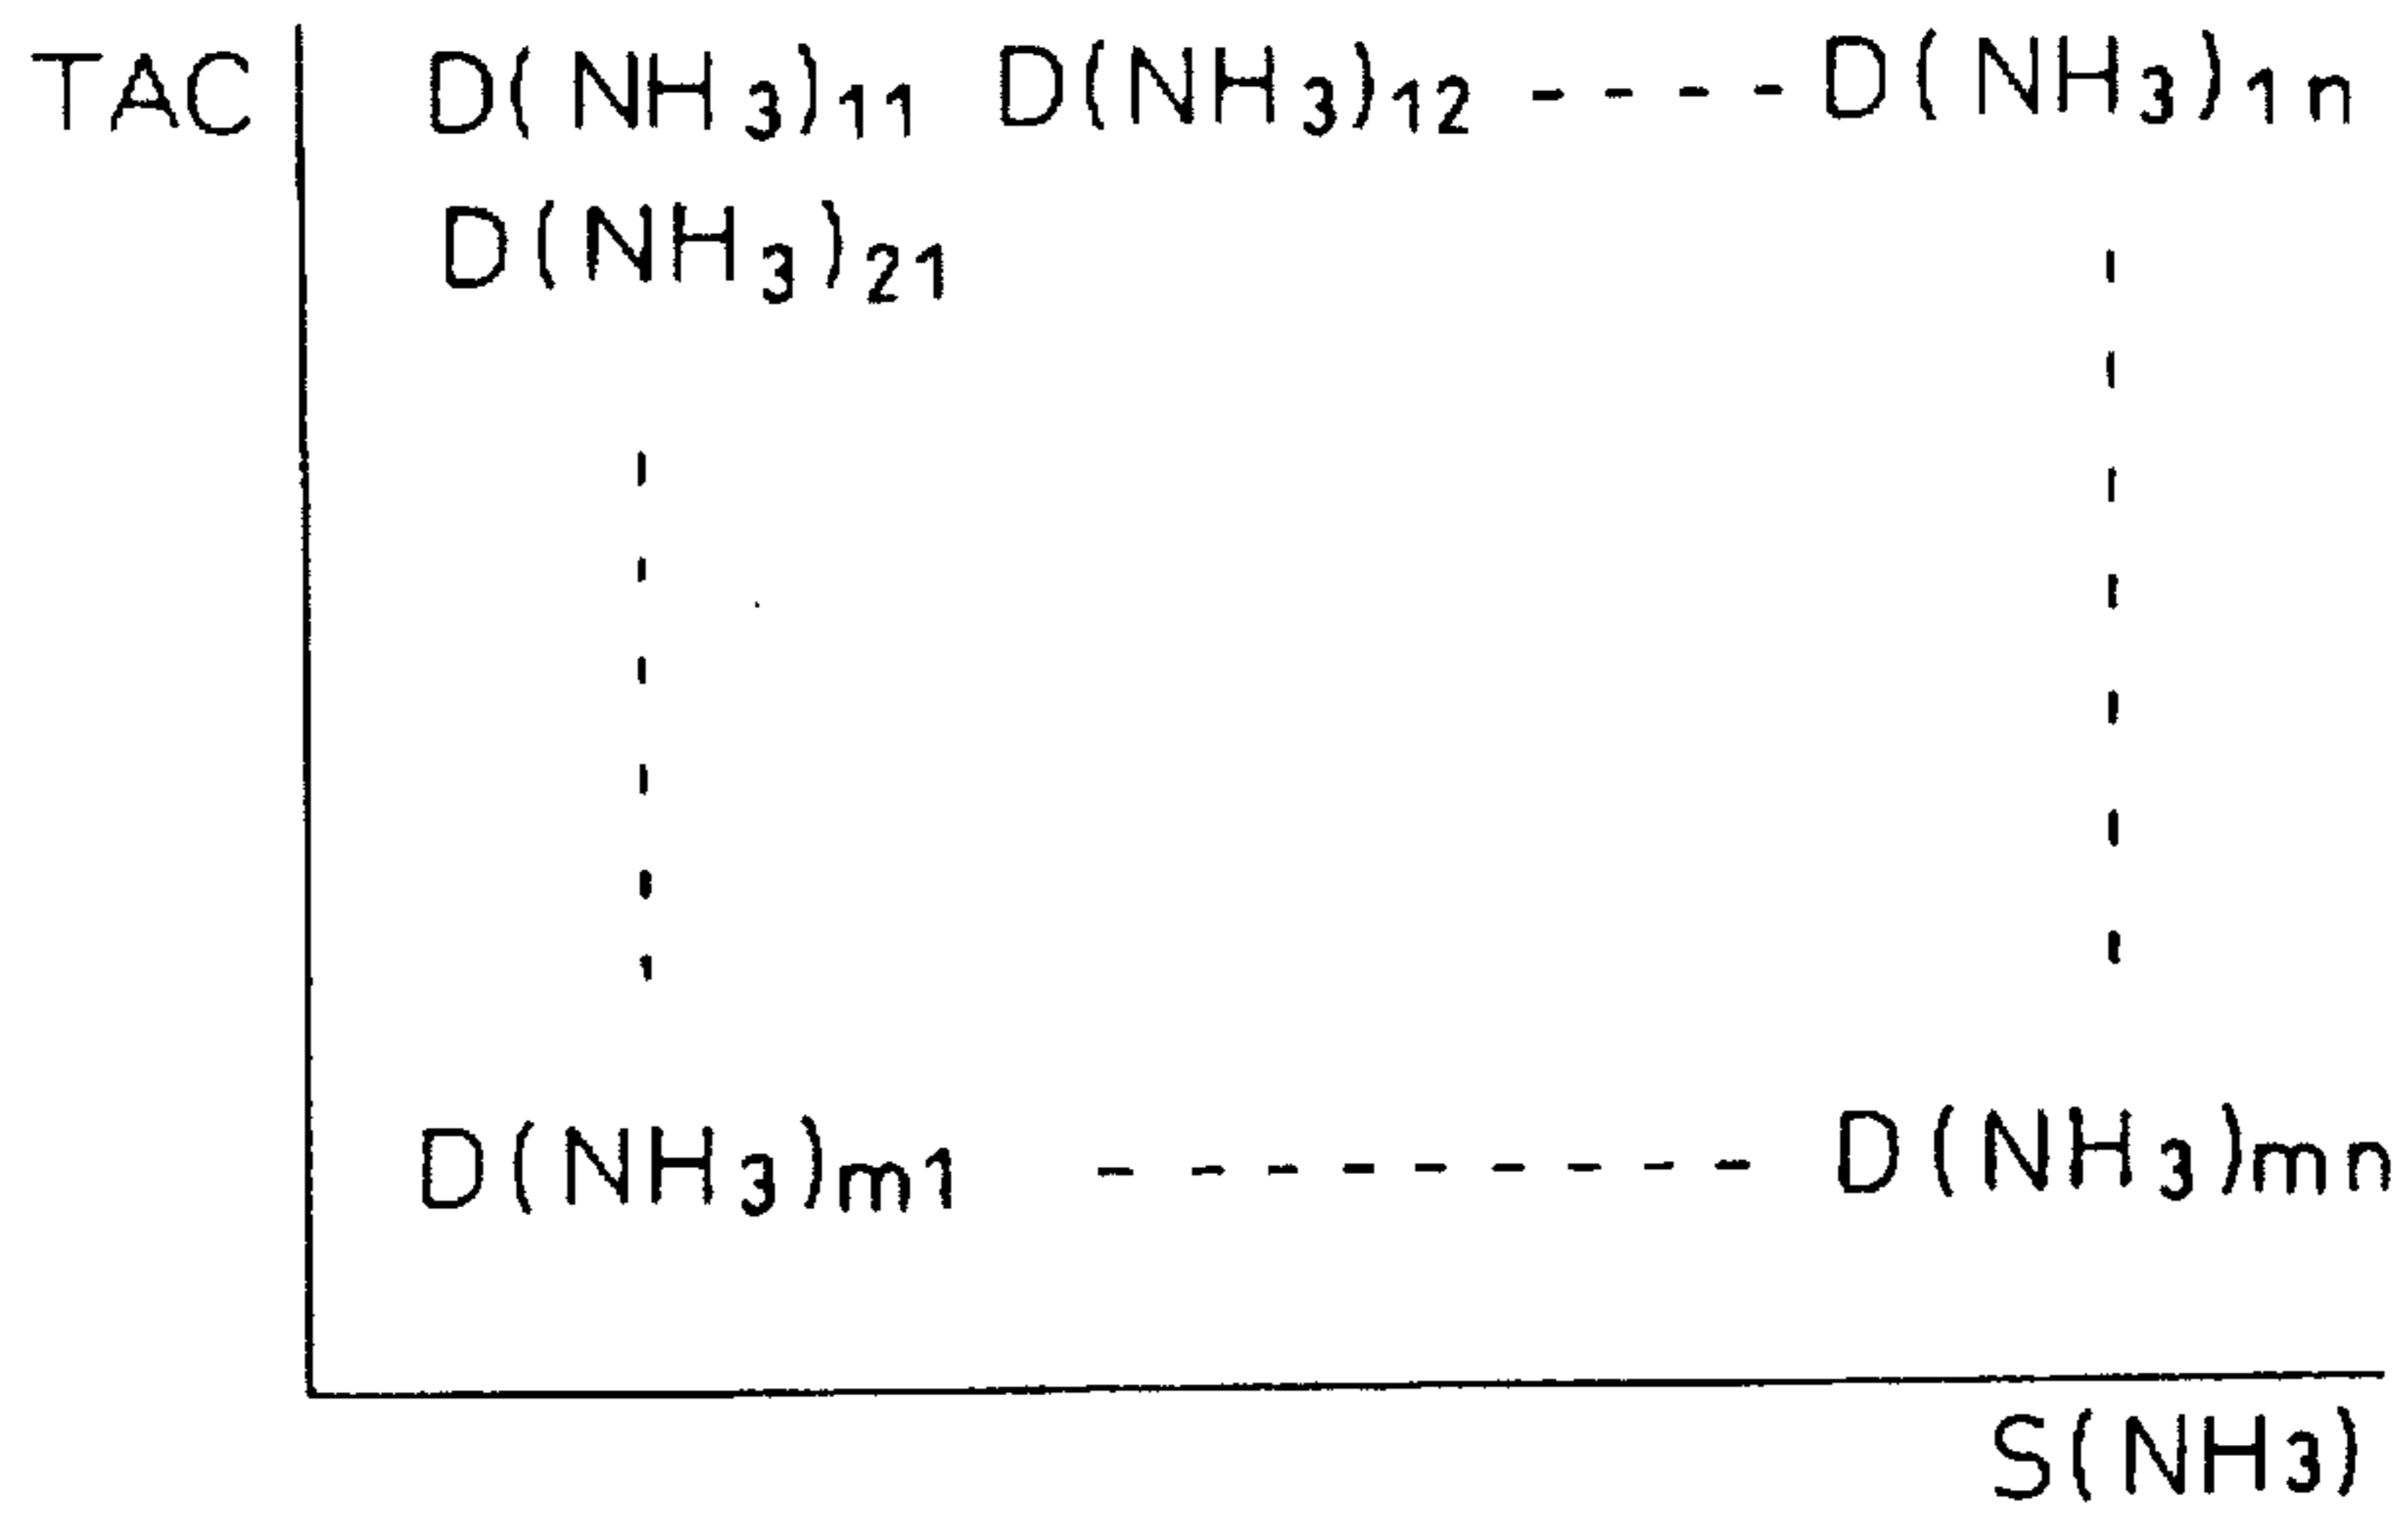 TAC D(NH3)11 D(NH3)12 ---- D(NH3)1n
D(NH3)21
D(NH3)m1 --------- D(NH3)mn
S(NH3)